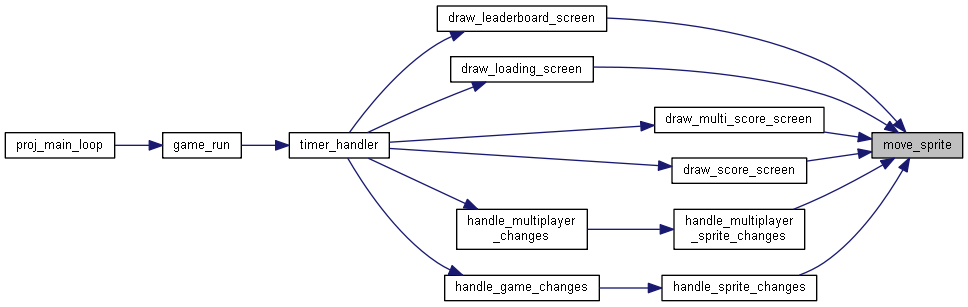 draw_leaderboard_screen
draw_loading_screen
draw_multi_score_screen
proj_main_loop
game_run
timer_handler
move_sprite
draw_score_screen
handle_multiplayer
_changes
handle_multiplayer
_sprite_changes
handle_game_changes
handle_sprite_changes